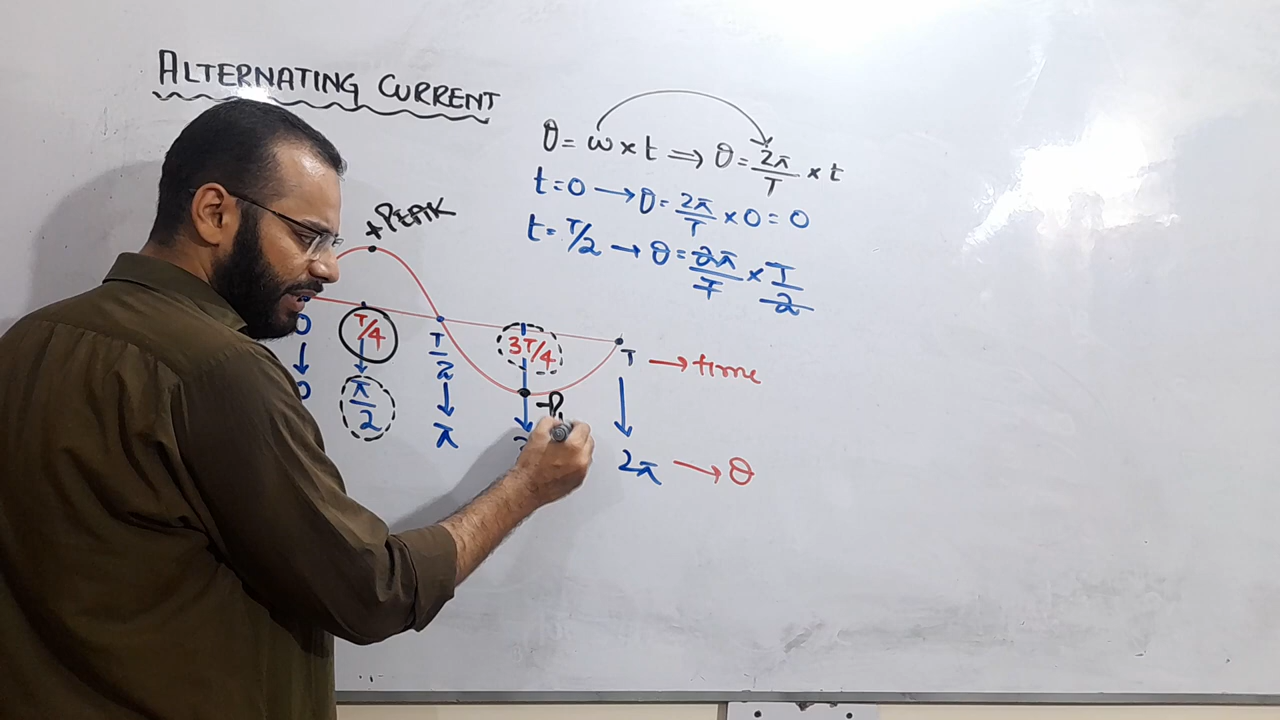 ALTERNATING CURRENT
θ = ω × t ⇒ θ = 2π/T × t
t = 0 → θ = 2π/T × 0 = 0
t = T/2 → θ = 2π/T × T/2
+PEAK
0 T/4 T/2 3T/4 T → time
-P
0 π/2 π 2π → θ